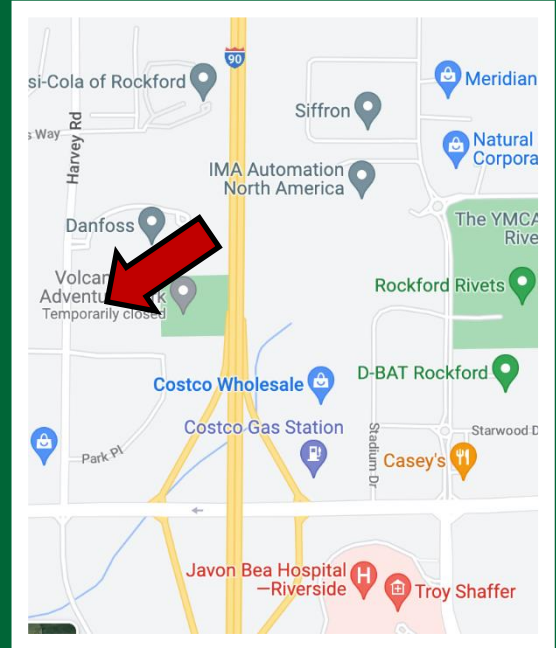 si-Cola of Rockford
90
Meridian
Siffron
s Way
Harvey Rd
Natural
Corpora
IMA Automation
North America
Danfoss
The YMCA
Rive
Volcan
Adventu k
Temporarily closed
Rockford Rivets
Costco Wholesale
D-BAT Rockford
Costco Gas Station
Stadium Dr
Starwood D
Park Pl
Casey's
Javon Bea Hospital
—Riverside
H
Troy Shaffer